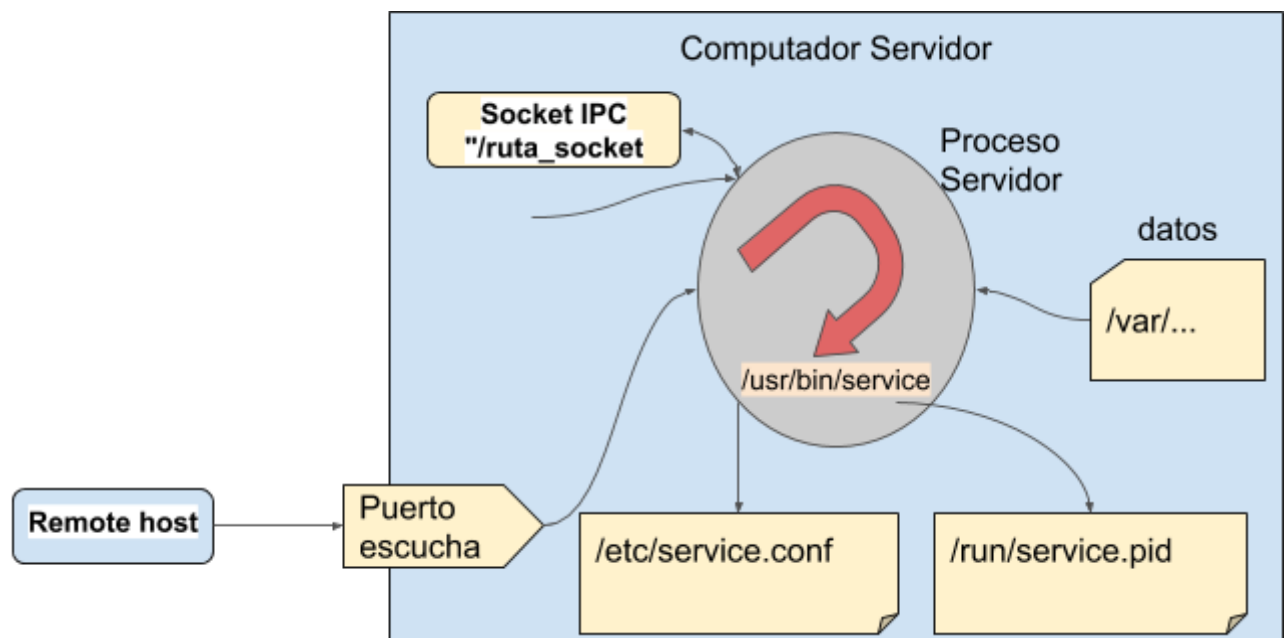 Computador Servidor
Socket IPC
"/ruta_socket
Proceso
Servidor
datos
/var/...
/usr/bin/service
Remote host
Puerto
escucha
/etc/service.conf
/run/service.pid